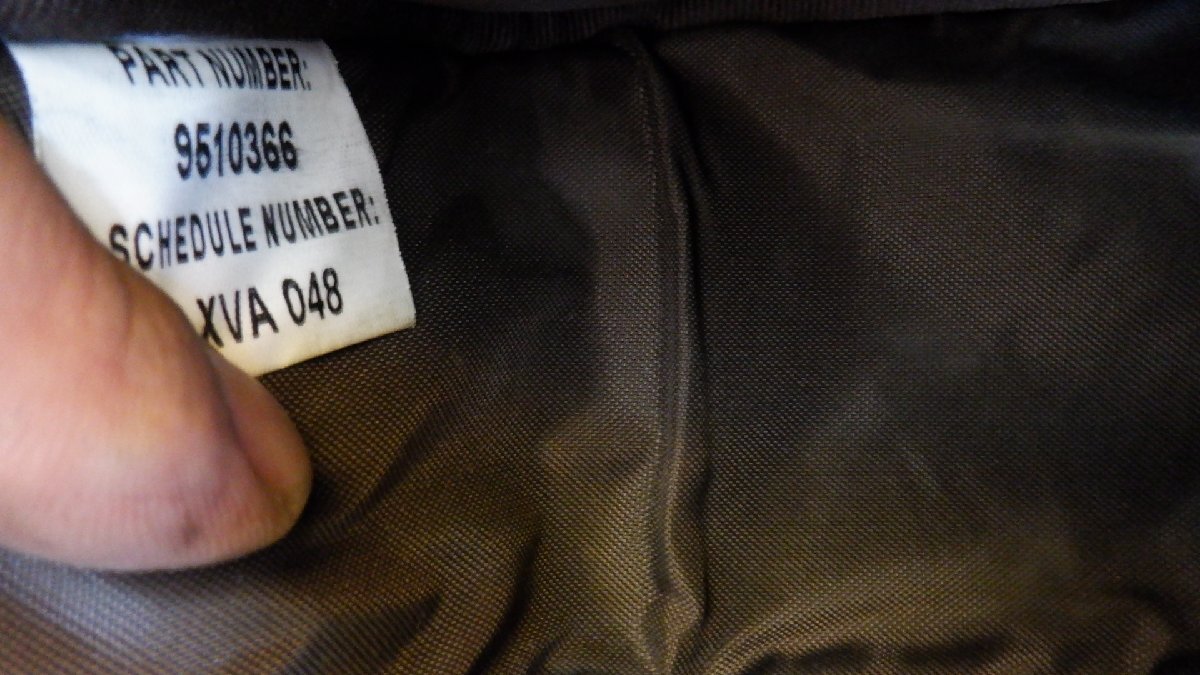 PART NUMBER:
9510366
SCHEDULE NUMBER:
XVA 048